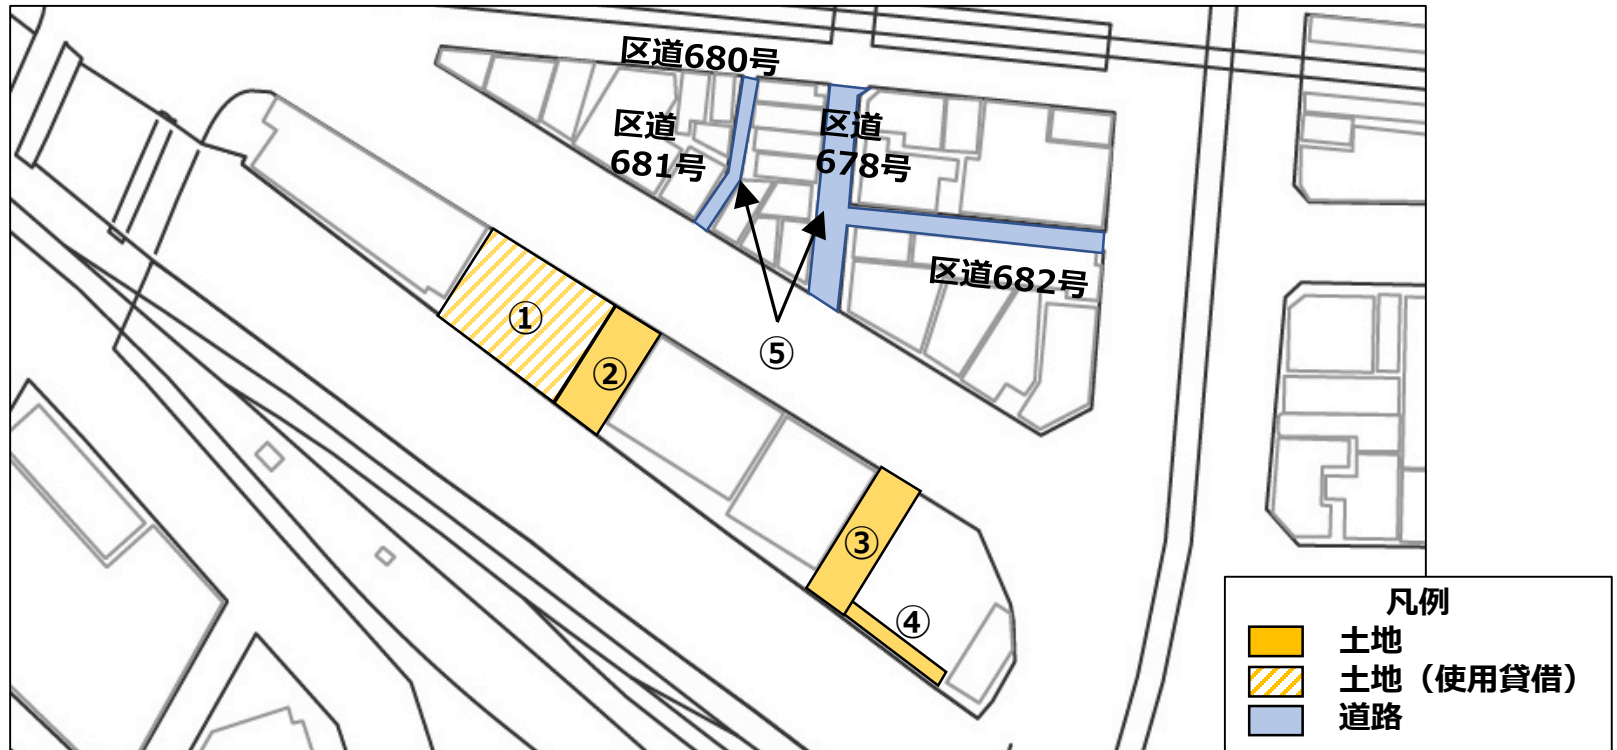 区道680号
区道
681号
区道
678号
区道682号
①
②
⑤
③
④
凡例
土地
土地（使用貸借）
道路